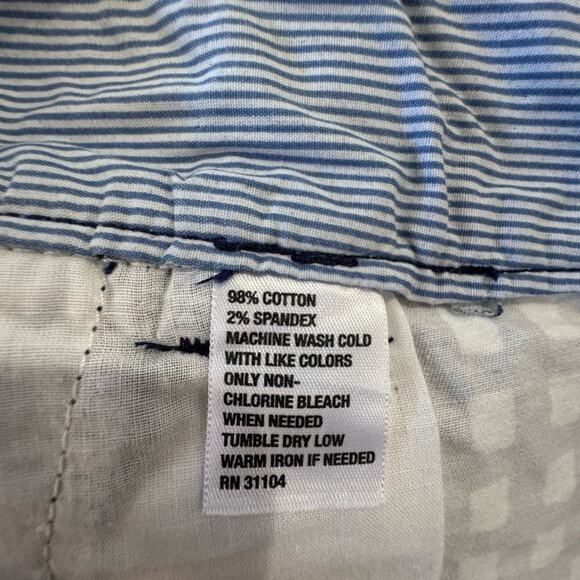 98% COTTON
2% SPANDEX
MACHINE WASH COLD
WITH LIKE COLORS
ONLY NON-
CHLORINE BLEACH
WHEN NEEDED
TUMBLE DRY LOW
WARM IRON IF NEEDED
RN 31104